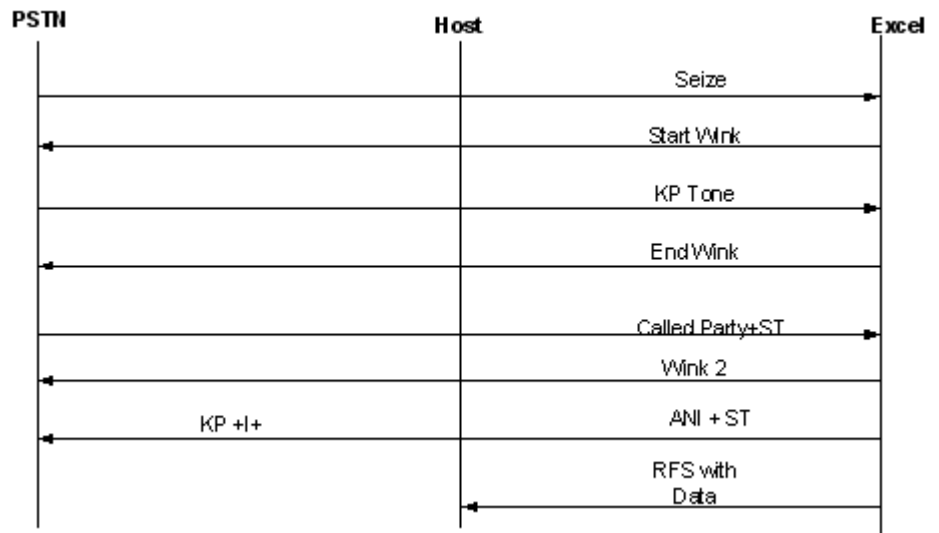 PSTN Host Excel
Seize
Start Wink
KP Tone
End Wink
Called Party+ST
Wink 2
KP +I+ ANI + ST
RFS with
Data